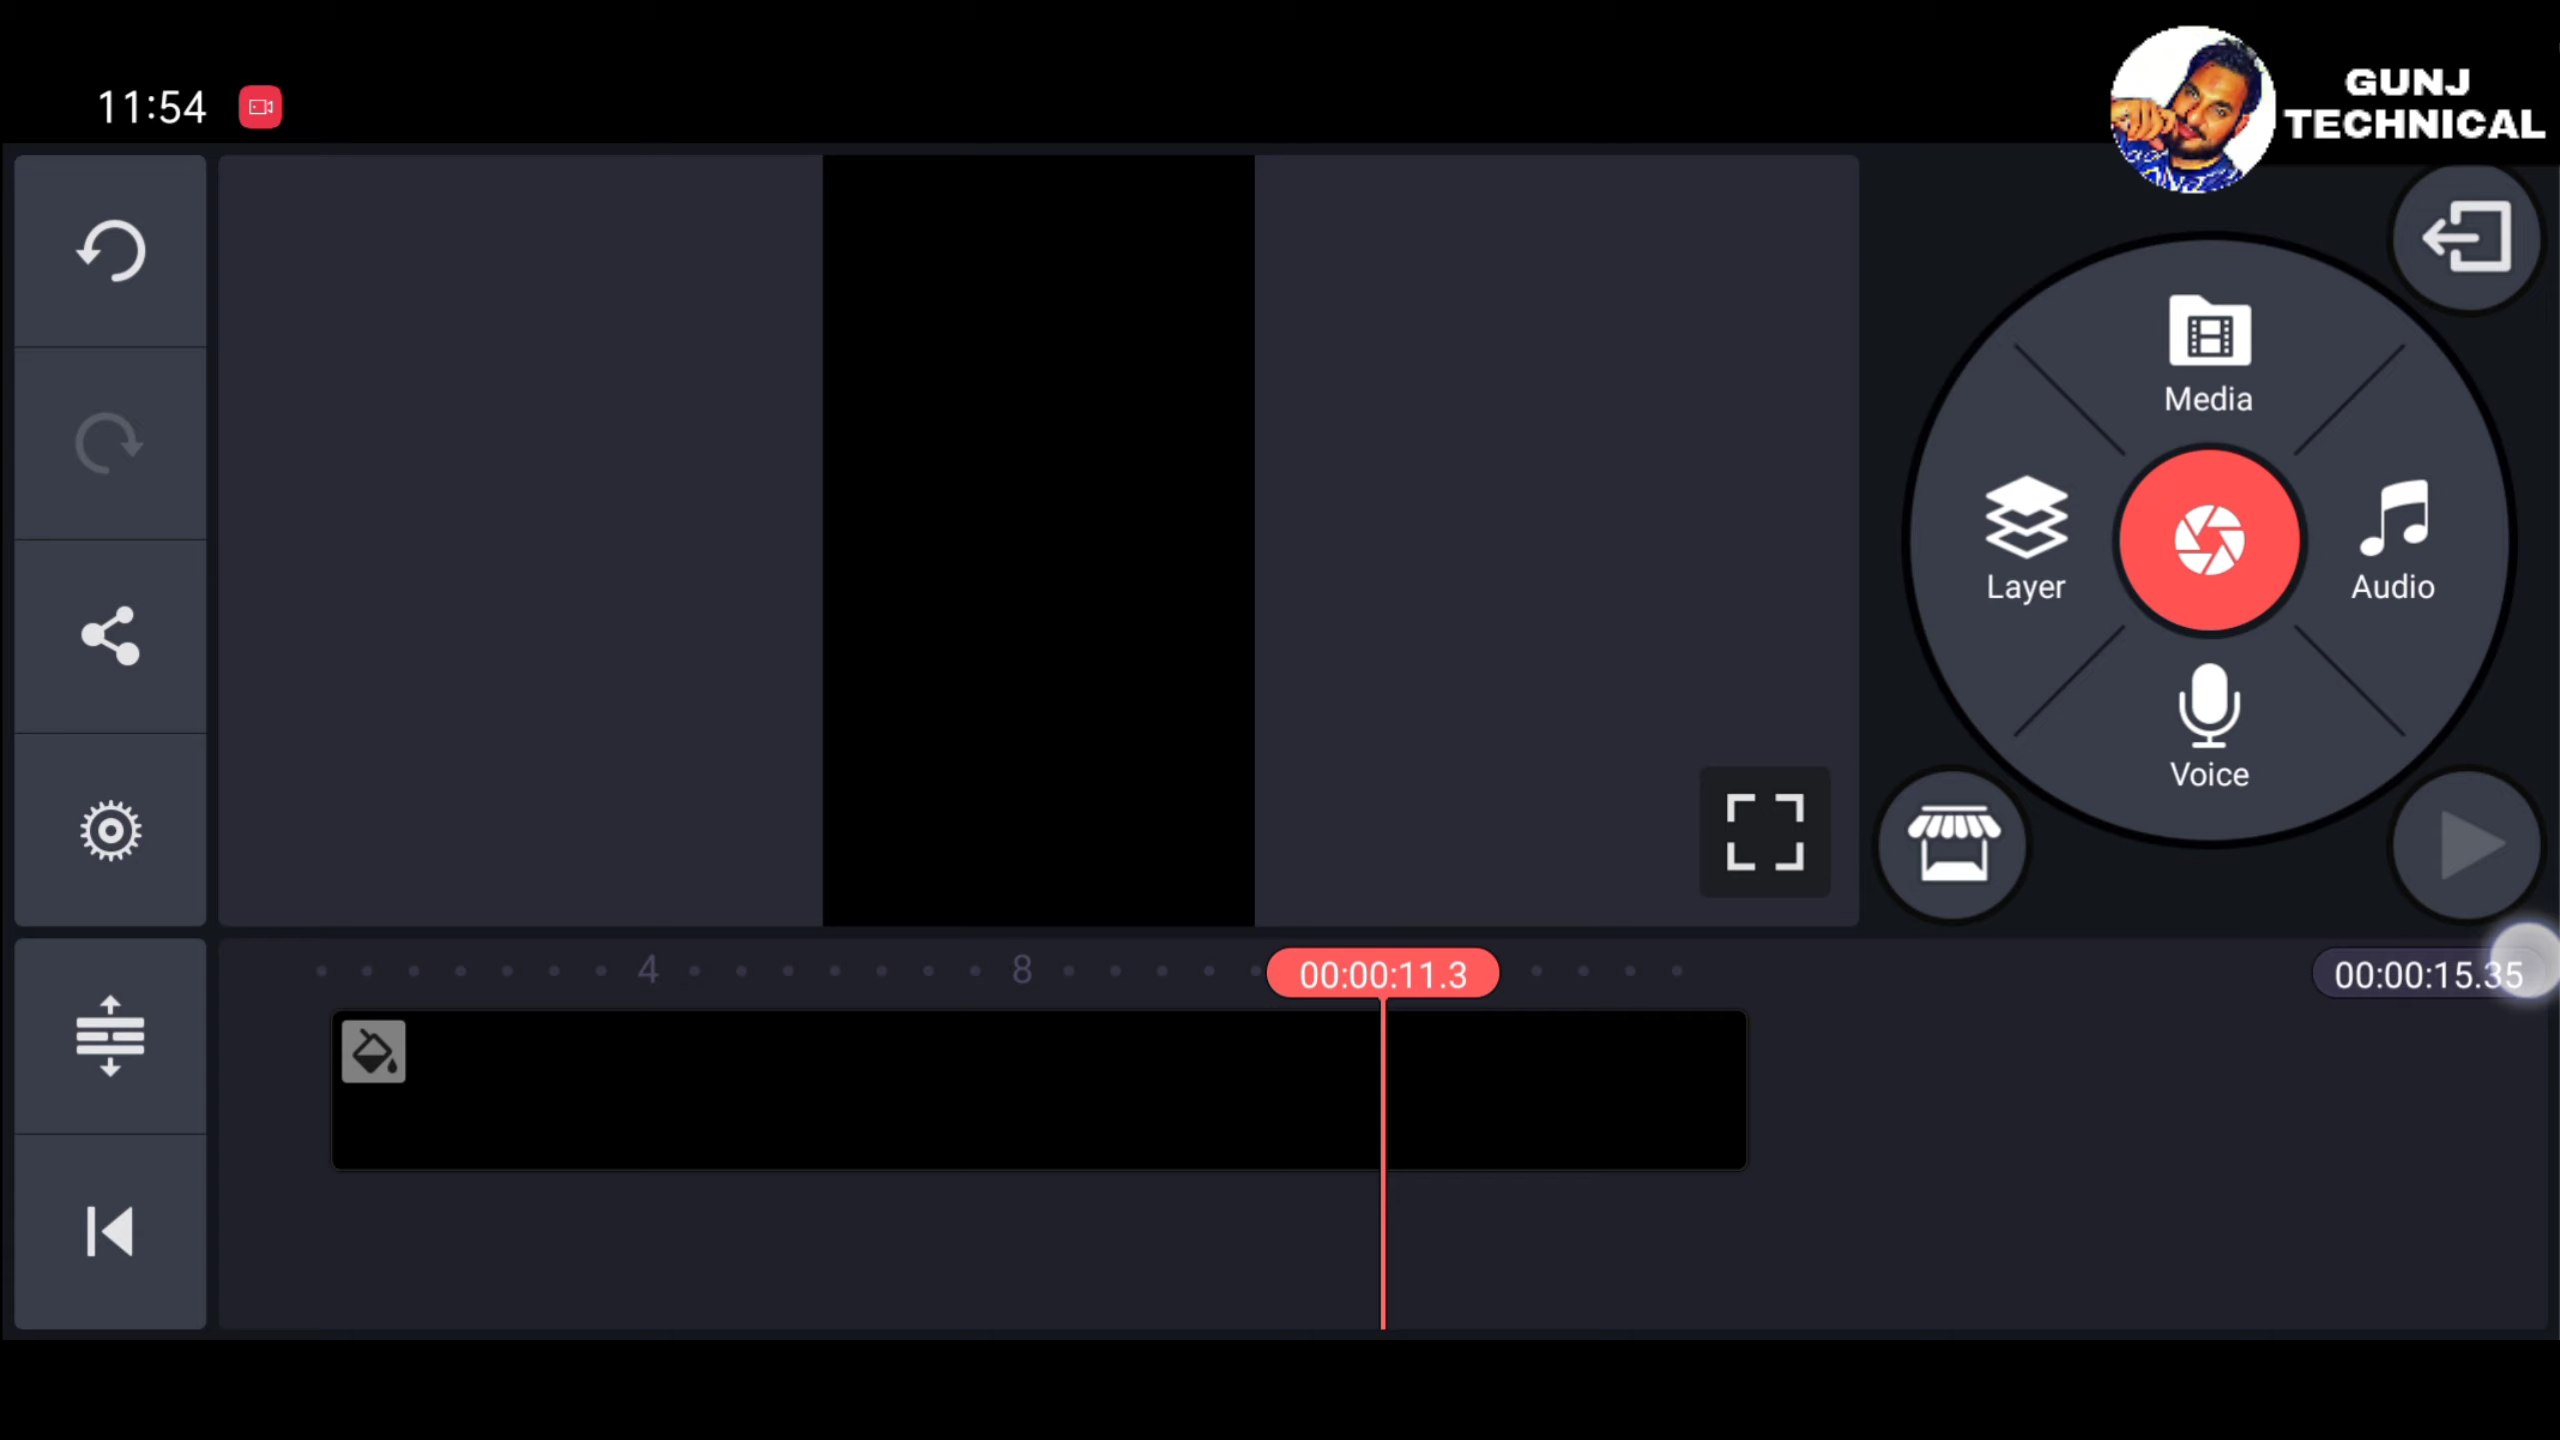 11:54
GUNJ
TECHNICAL
Media
Layer
Audio
Voice
4
8
00:00:11.3
00:00:15.35